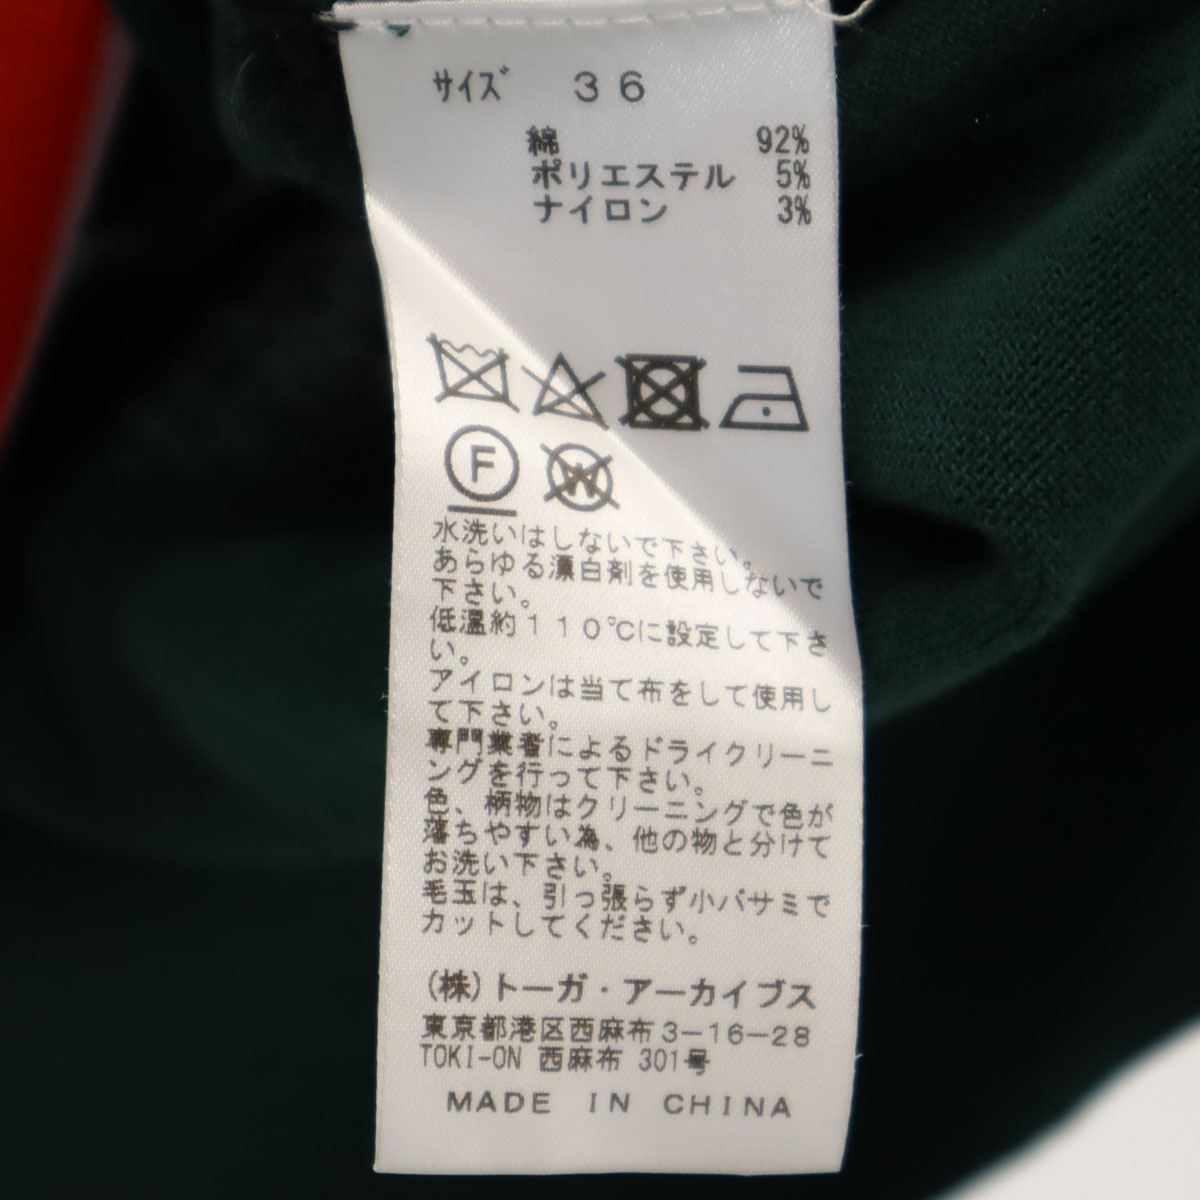 サイズ 36
綿 92%
ポリエステル 5%
ナイロン 3%
F W
水洗いはしないで下さい。
あらゆる漂白剤を使用しないで
下さい。
低温約110℃に設定して下さ
い。
アイロンは当て布をして使用し
て下さい。
専門業者によるドライクリーニ
ングを行って下さい。
色、柄物はクリーニングで色が
落ちやすい為、他の物と分けて
お洗い下さい。
毛玉は、引っ張らず小バサミで
カットしてください。
(株)トーガ・アーカイブス
東京都港区西麻布3-16-28
TOKI-ON 西麻布 301号
MADE IN CHINA